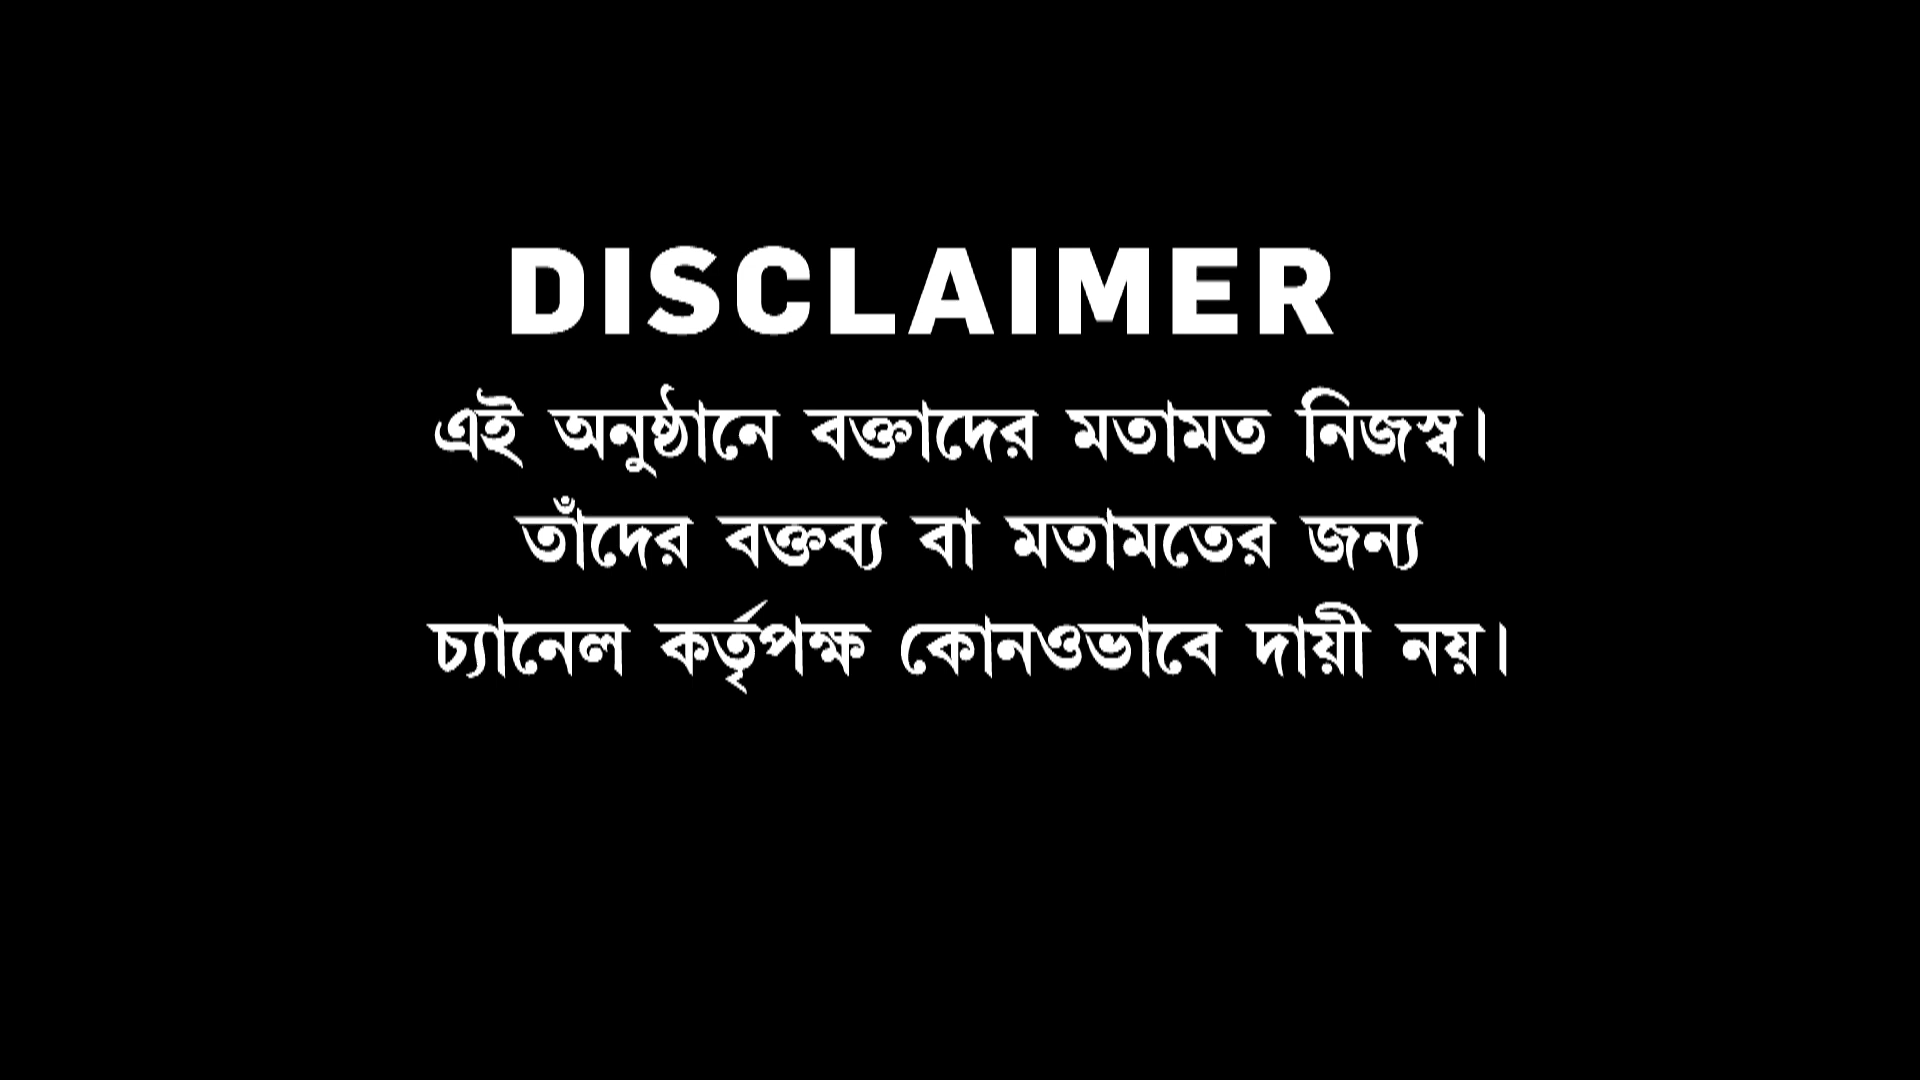 DISCLAIMER
এই অনুষ্ঠানে বক্তাদের মতামত নিজস্ব।
তাঁদের বক্তব্য বা মতামতের জন্য
চ্যানেল কর্তৃপক্ষ কোনওভাবে দায়ী নয়।